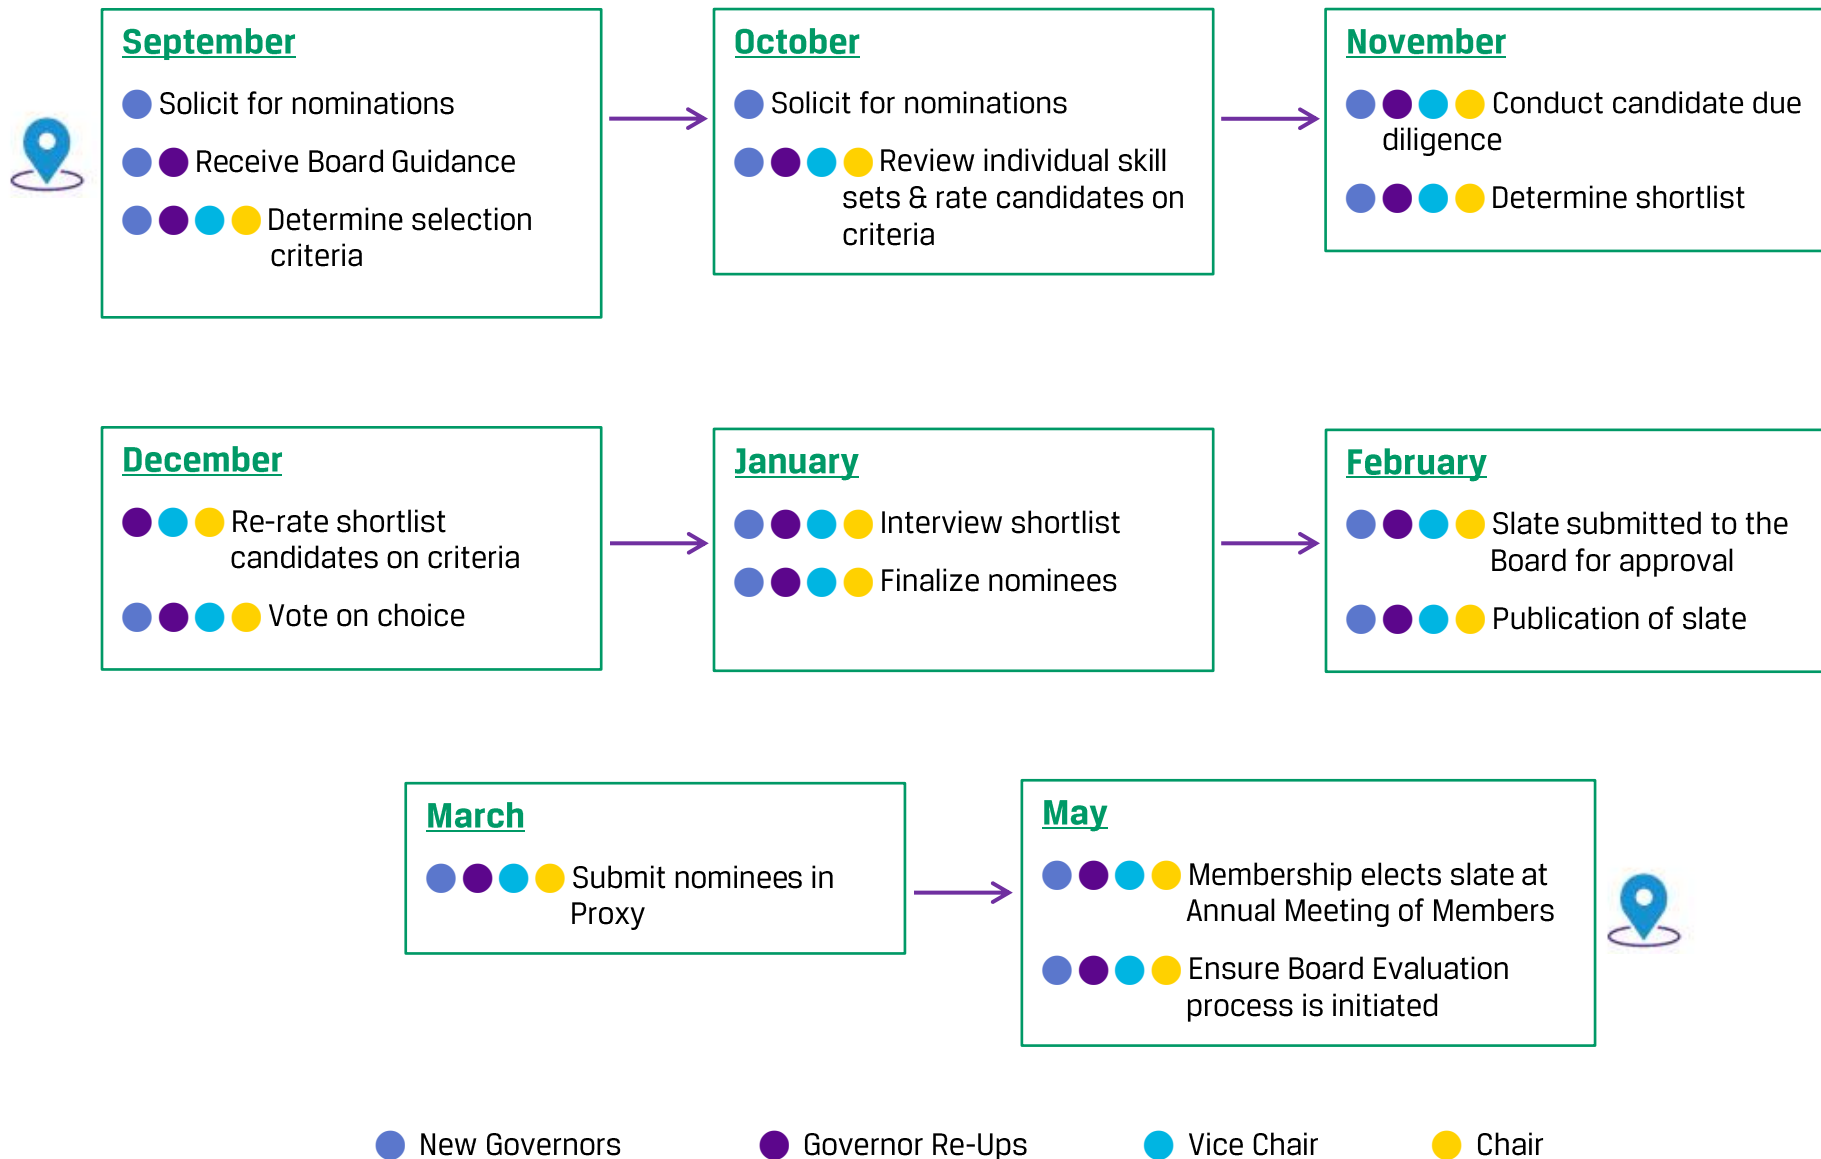 September
Solicit for nominations
Receive Board Guidance
Determine selection
criteria
October
Solicit for nominations
Review individual skill
sets & rate candidates on
criteria
November
Conduct candidate due
diligence
Determine shortlist
December
Re-rate shortlist
candidates on criteria
Vote on choice
January
Interview shortlist
Finalize nominees
February
Slate submitted to the
Board for approval
Publication of slate
March
Submit nominees in
Proxy
May
Membership elects slate at
Annual Meeting of Members
Ensure Board Evaluation
process is initiated
New Governors
Governor Re-Ups
Vice Chair
Chair